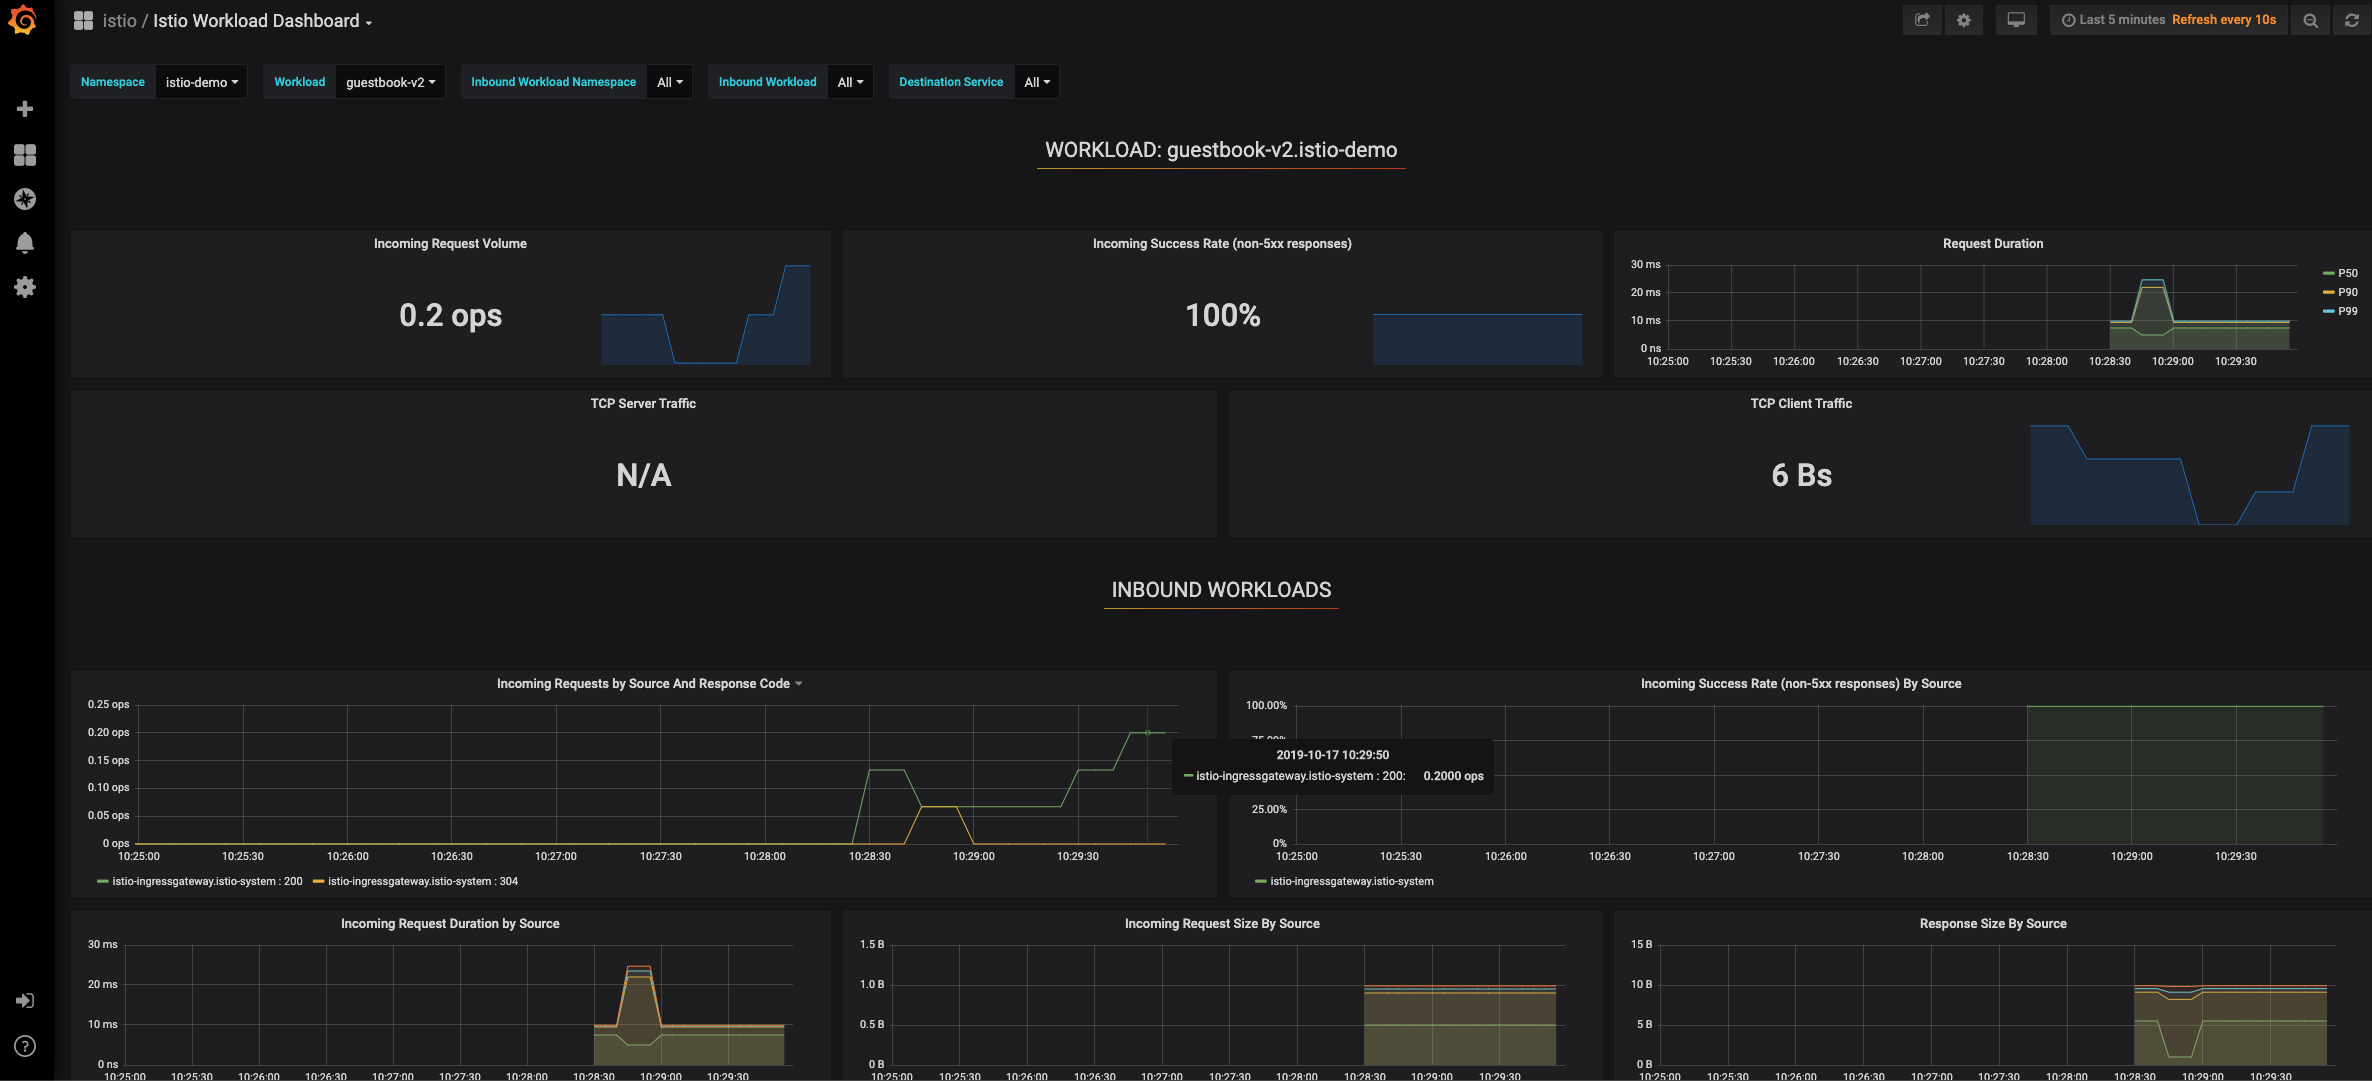 istio / Istio Workload Dashboard
Last 5 minutes Refresh every 10s
Namespace istio-demo Workload guestbook-v2 Inbound Workload Namespace All Inbound Workload All Destination Service All
WORKLOAD: guestbook-v2.istio-demo
Incoming Request Volume
0.2 ops
Incoming Success Rate (non-5xx responses)
100%
Request Duration
30 ms
20 ms
10 ms
0 ns
10:25:00 10:25:30 10:26:00 10:26:30 10:27:00 10:27:30 10:28:00 10:28:30 10:29:00 10:29:30
P50
P90
P99
TCP Server Traffic
N/A
TCP Client Traffic
6 Bs
INBOUND WORKLOADS
Incoming Requests by Source And Response Code
0.25 ops
0.20 ops
0.15 ops
0.10 ops
0.05 ops
0 ops
10:25:00 10:25:30 10:26:00 10:26:30 10:27:00 10:27:30 10:28:00 10:28:30 10:29:00 10:29:30
istio-ingressgateway.istio-system : 200 istio-ingressgateway.istio-system : 304
2019-10-17 10:29:50
istio-ingressgateway.istio-system : 200: 0.2000 ops
Incoming Success Rate (non-5xx responses) By Source
100.00%
75.00%
25.00%
0%
10:25:00 10:25:30 10:26:00 10:26:30 10:27:00 10:27:30 10:28:00 10:28:30 10:29:00 10:29:30
istio-ingressgateway.istio-system
Incoming Request Duration by Source
30 ms
20 ms
10 ms
0 ns
10:25:00 10:25:30 10:26:00 10:26:30 10:27:00 10:27:30 10:28:00 10:28:30 10:29:00 10:29:30
Incoming Request Size By Source
1.5 B
1.0 B
0.5 B
0 B
10:25:00 10:25:30 10:26:00 10:26:30 10:27:00 10:27:30 10:28:00 10:28:30 10:29:00 10:29:30
Response Size By Source
15 B
10 B
5 B
0 B
10:25:00 10:25:30 10:26:00 10:26:30 10:27:00 10:27:30 10:28:00 10:28:30 10:29:00 10:29:30